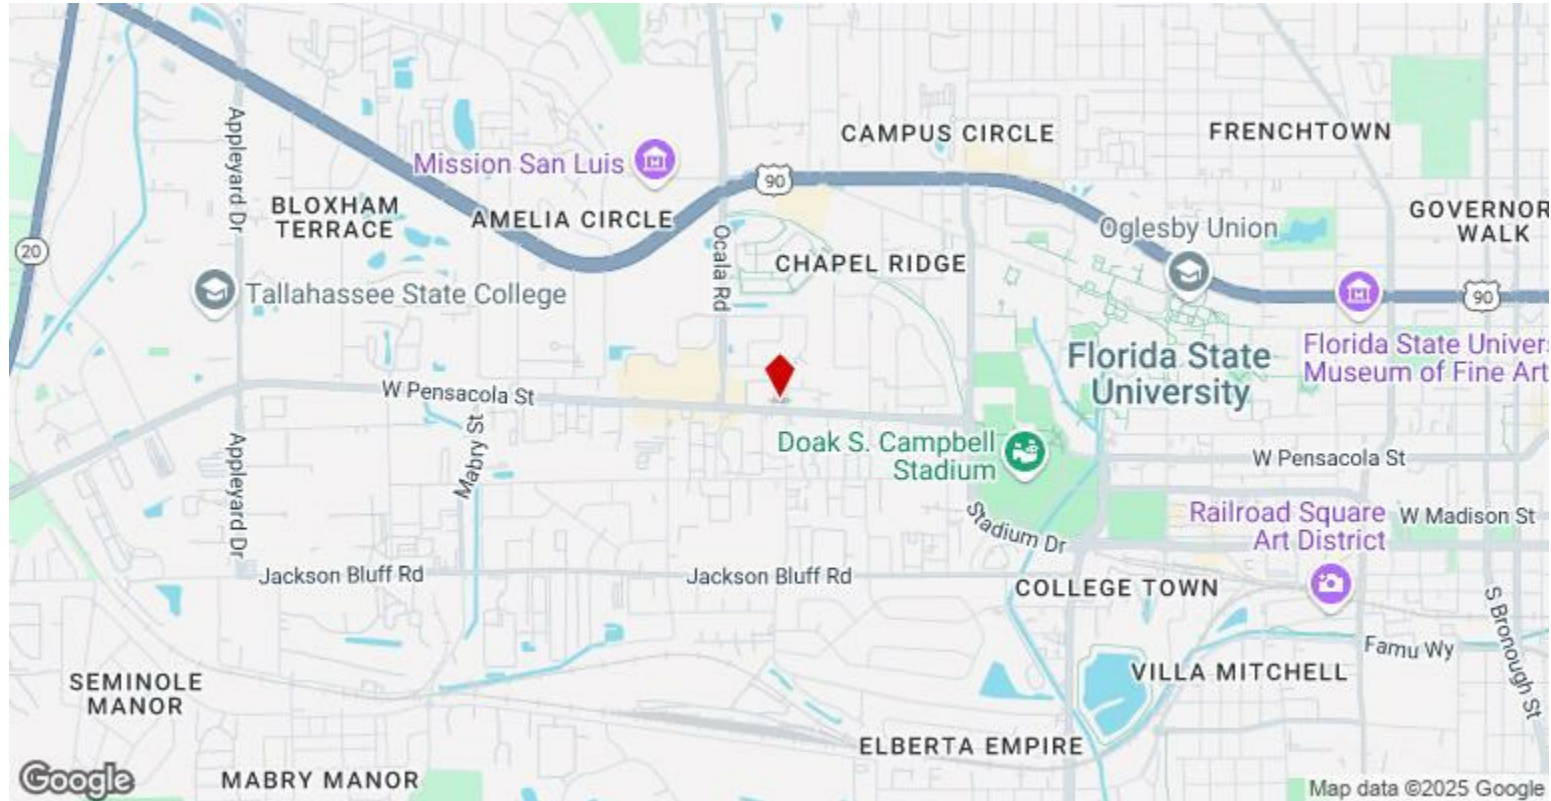 CAMPUS CIRCLE
FRENCHTOWN
Appleyard Dr
Mission San Luis
90
BLOXHAM
TERRACE
AMELIA CIRCLE
GOVERNOR
WALK
Oglesby Union
20
Ocala Rd
CHAPEL RIDGE
Tallahassee State College
90
Florida State
University
Florida State Univers
Museum of Fine Art
W Pensacola St
Mabry St
Doak S. Campbell
Stadium
W Pensacola St
Appleyard Dr
Railroad Square
Art District
W Madison St
Stadium Dr
Jackson Bluff Rd
Jackson Bluff Rd
COLLEGE TOWN
S Bronough St
Famu Wy
SEMINOLE
MANOR
VILLA MITCHELL
ELBERTA EMPIRE
Google
MABRY MANOR
Map data ©2025 Google